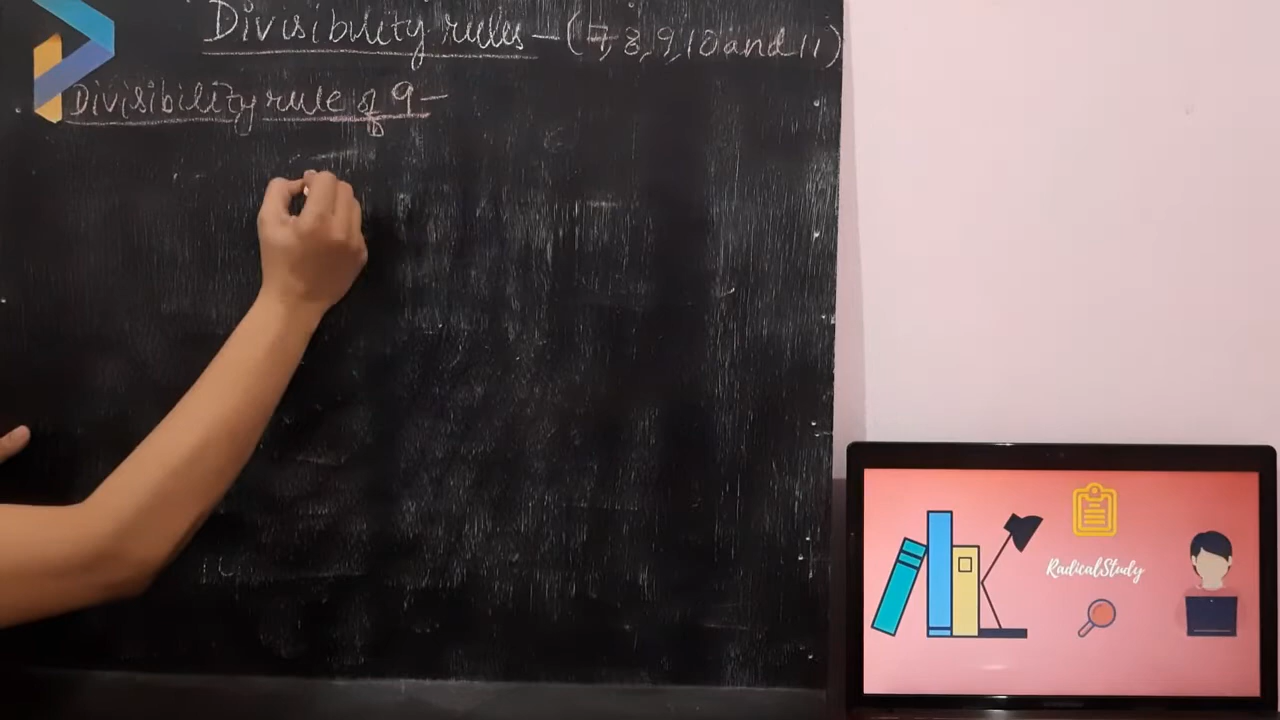 Divisibility rules - (7, 8, 9, 10 and 11)
Divisibility rule of 9 -
RadicalStudy